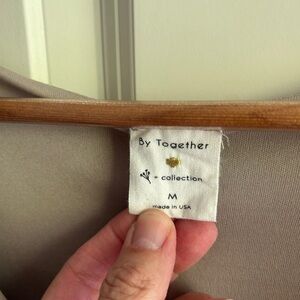 By Together
- collection
M
made in USA